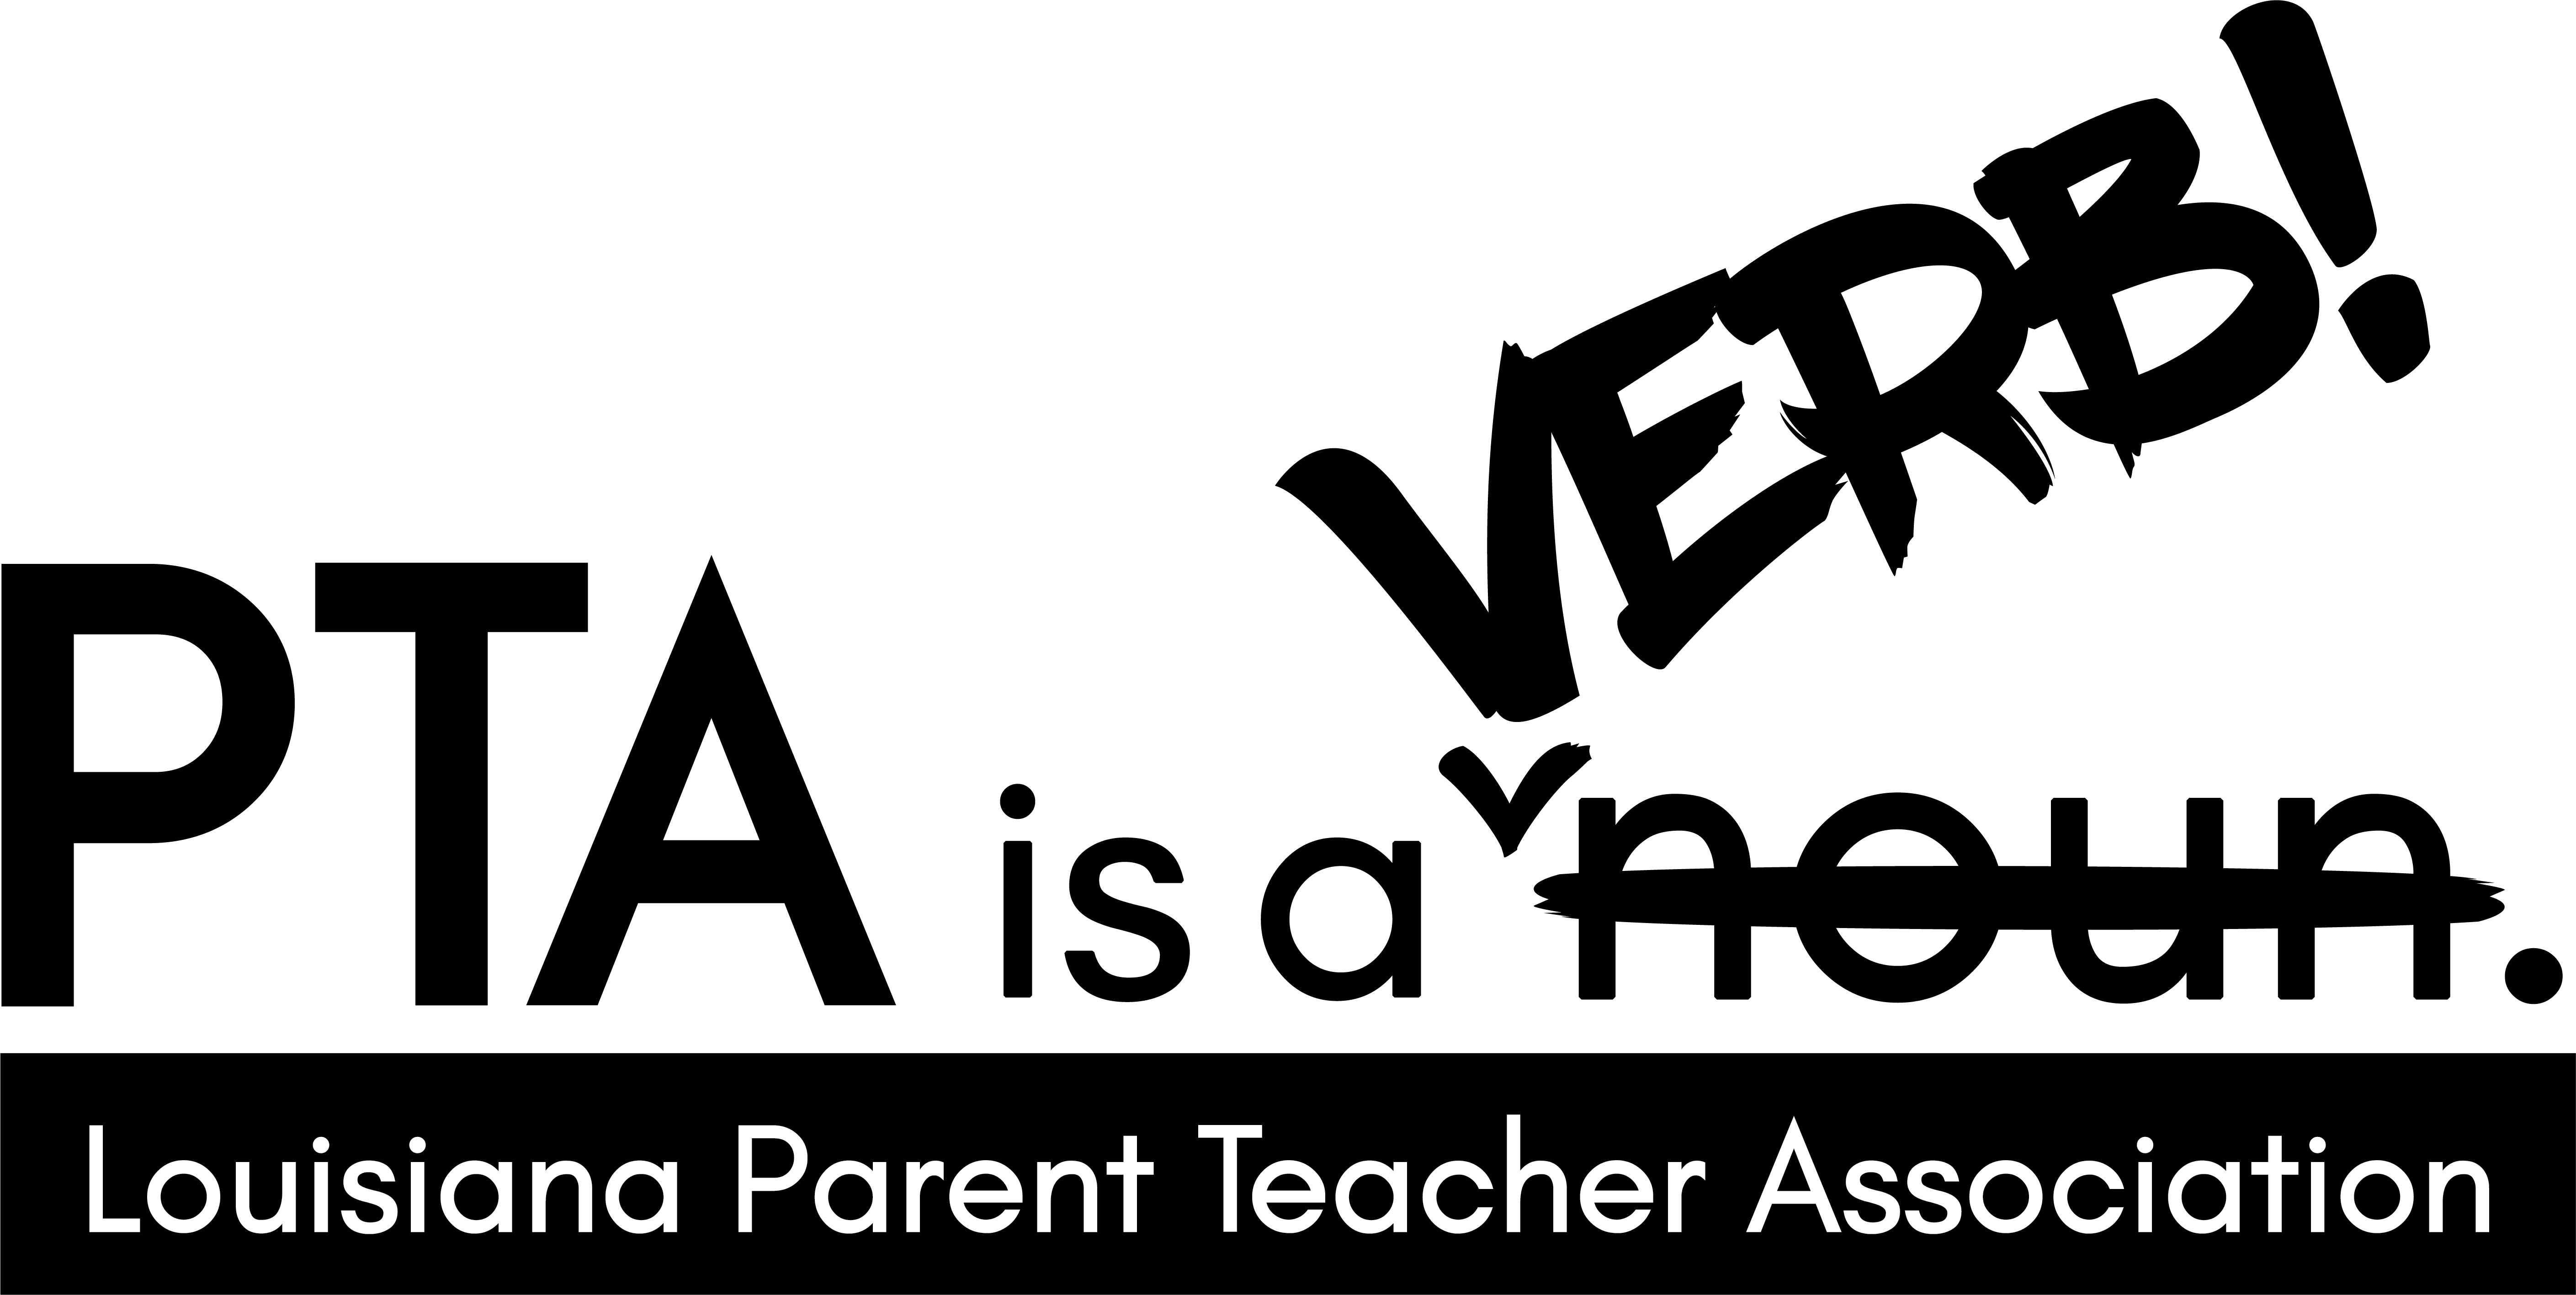 VERB!
PTA is a noun.
Louisiana Parent Teacher Association